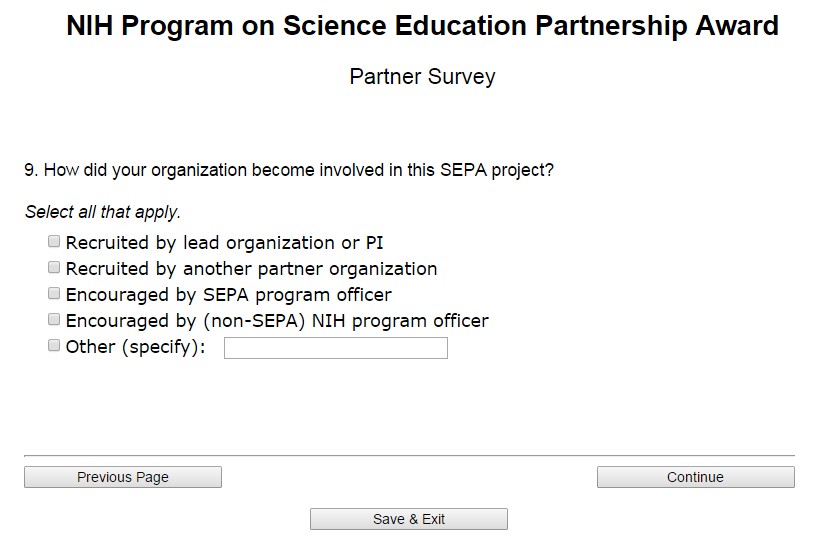 NIH Program on Science Education Partnership Award
Partner Survey
9. How did your organization become involved in this SEPA project?
Select all that apply.
Recruited by lead organization or PI
Recruited by another partner organization
Encouraged by SEPA program officer
Encouraged by (non-SEPA) NIH program officer
Other (specify):
Previous Page
Continue
Save & Exit